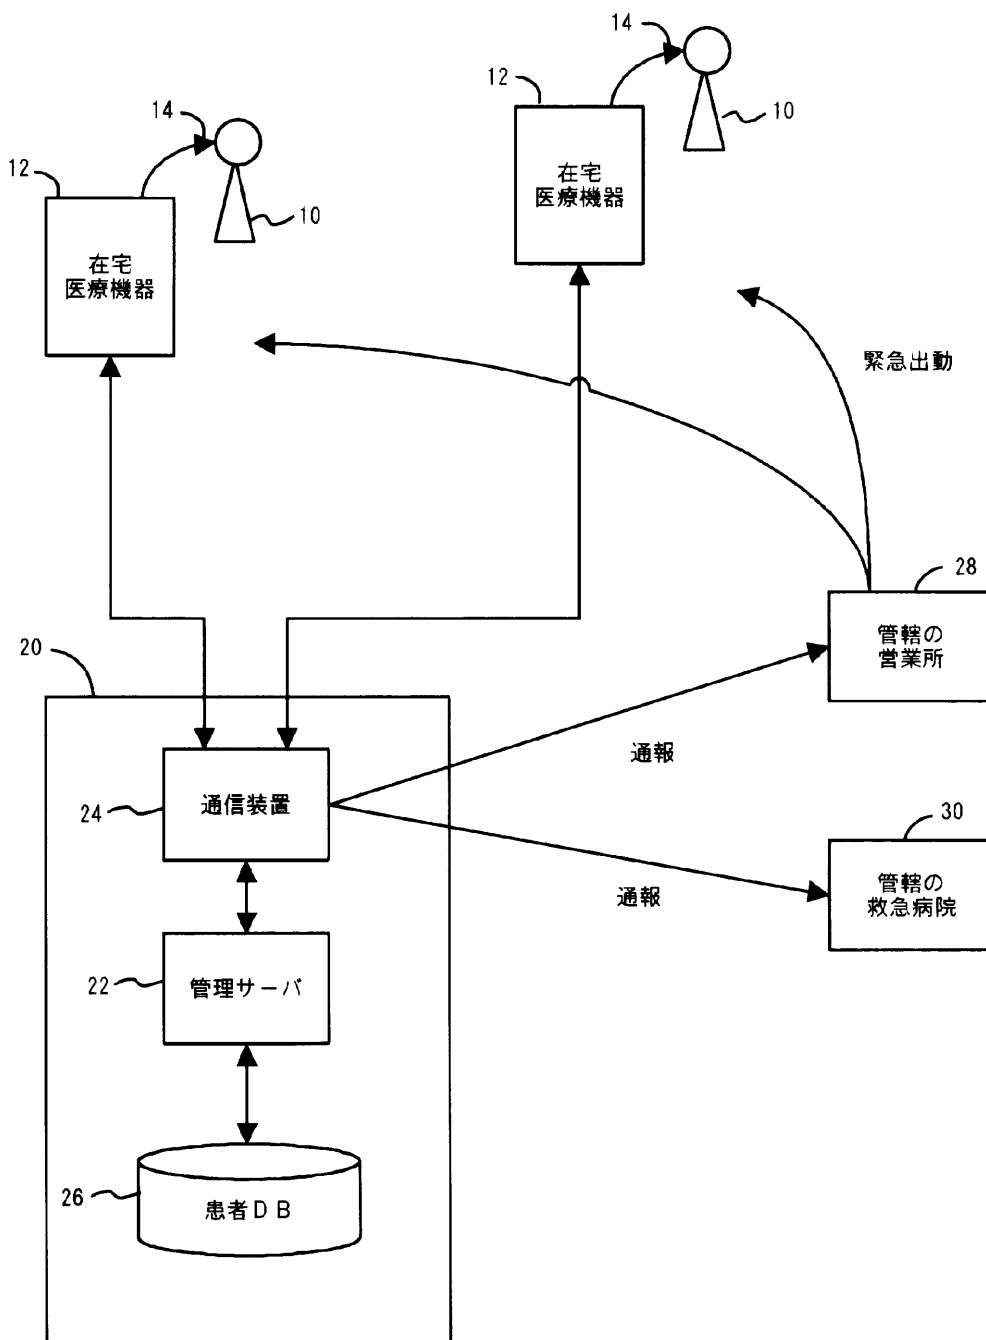 14
12
10
在宅
医療機器
14
12
10
在宅
医療機器
緊急出動
28
管轄の
営業所
20
通報
24
通信装置
30
管轄の
救急病院
通報
22
管理サーバ
26
患者DB